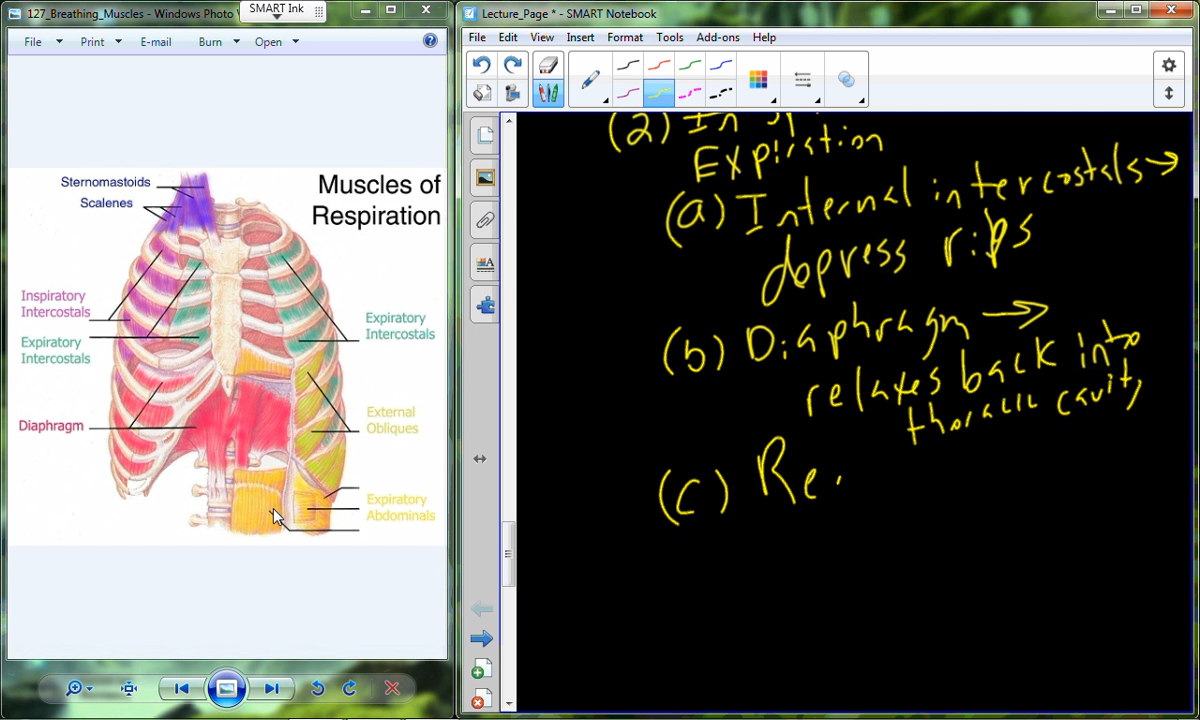 127_Breathing_Muscles - Windows Photo
SMART Ink
File Print E-mail Burn Open
Muscles of
Respiration
Sternomastoids
Scalenes
Inspiratory
Intercostals
Expiratory
Intercostals
Diaphragm
Expiratory
Intercostals
External
Obliques
Expiratory
Abdominals
Lecture_Page * - SMART Notebook
File Edit View Insert Format Tools Add-ons Help
(2)
Expiration
(a) Internal intercostals →
depress ribs
(b) Diaphragm →
relaxes back into
thoracic cavity
(c) Re